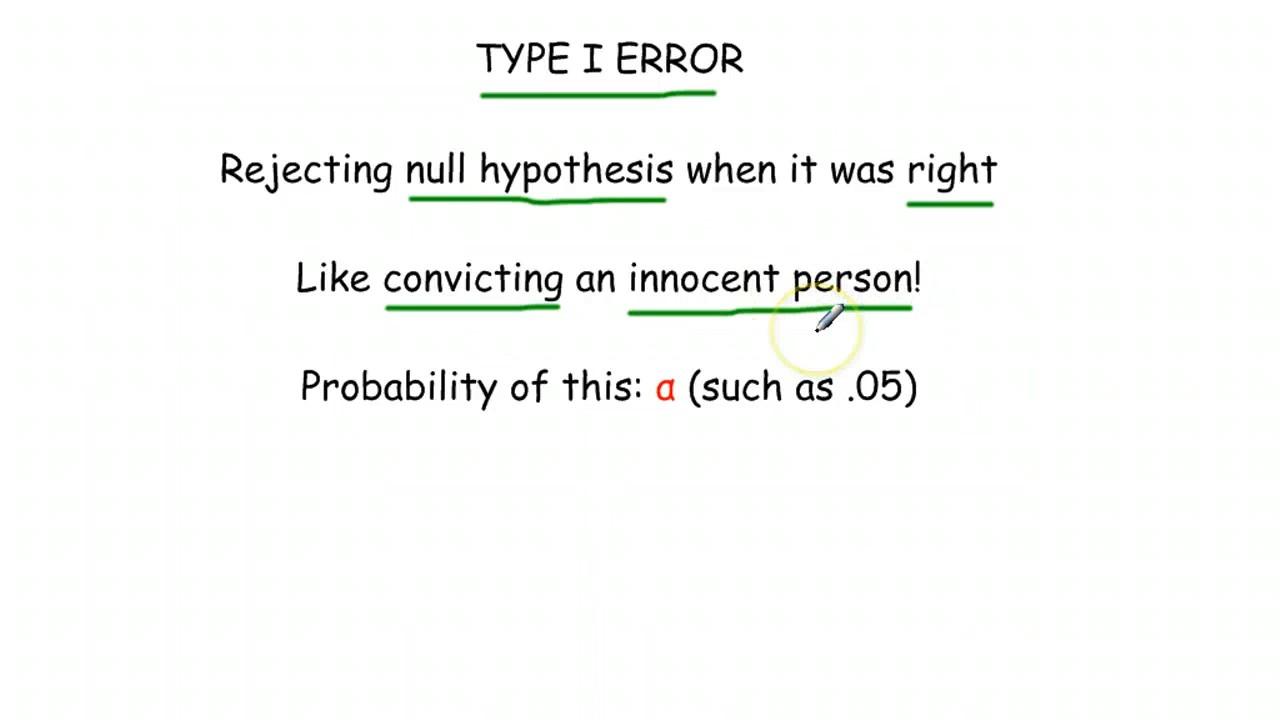 TYPE I ERROR
Rejecting null hypothesis when it was right
Like convicting an innocent person!
Probability of this: α (such as .05)